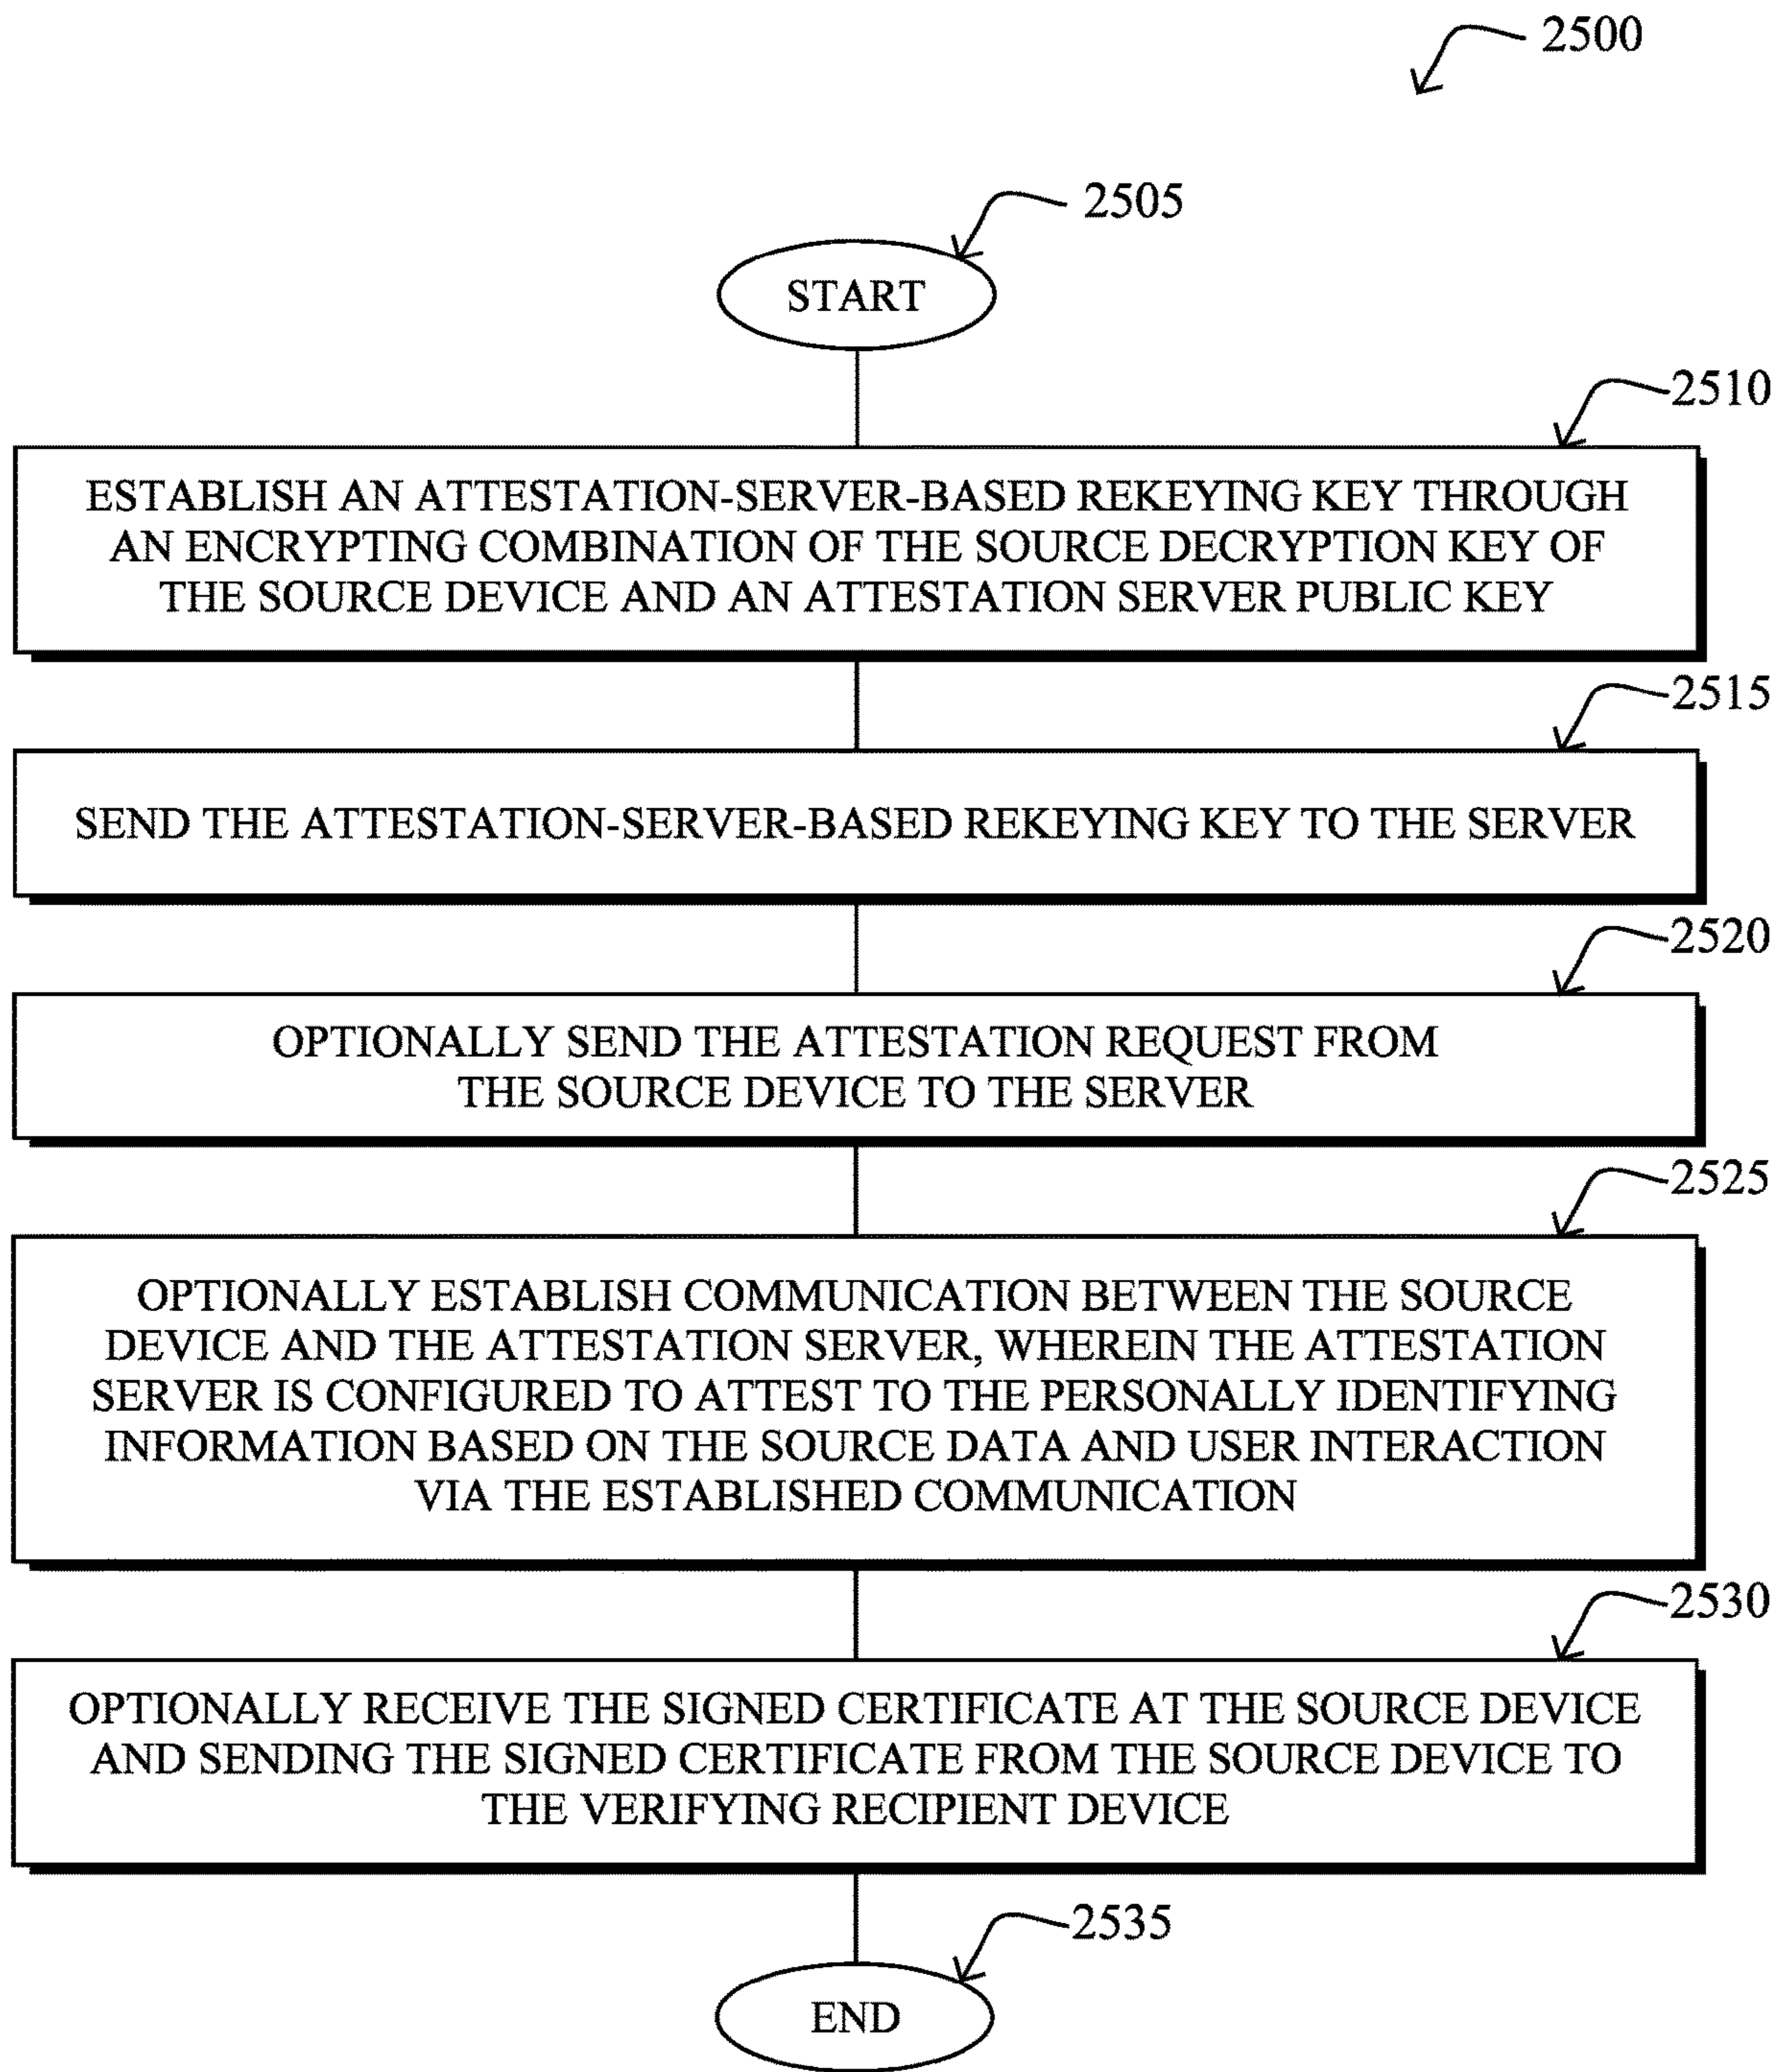 2500
2505
START
2510
ESTABLISH AN ATTESTATION-SERVER-BASED REKEYING KEY THROUGH
AN ENCRYPTING COMBINATION OF THE SOURCE DECRYPTION KEY OF
THE SOURCE DEVICE AND AN ATTESTATION SERVER PUBLIC KEY
2515
SEND THE ATTESTATION-SERVER-BASED REKEYING KEY TO THE SERVER
2520
OPTIONALLY SEND THE ATTESTATION REQUEST FROM
THE SOURCE DEVICE TO THE SERVER
2525
OPTIONALLY ESTABLISH COMMUNICATION BETWEEN THE SOURCE
DEVICE AND THE ATTESTATION SERVER, WHEREIN THE ATTESTATION
SERVER IS CONFIGURED TO ATTEST TO THE PERSONALLY IDENTIFYING
INFORMATION BASED ON THE SOURCE DATA AND USER INTERACTION
VIA THE ESTABLISHED COMMUNICATION
2530
OPTIONALLY RECEIVE THE SIGNED CERTIFICATE AT THE SOURCE DEVICE
AND SENDING THE SIGNED CERTIFICATE FROM THE SOURCE DEVICE TO
THE VERIFYING RECIPIENT DEVICE
2535
END